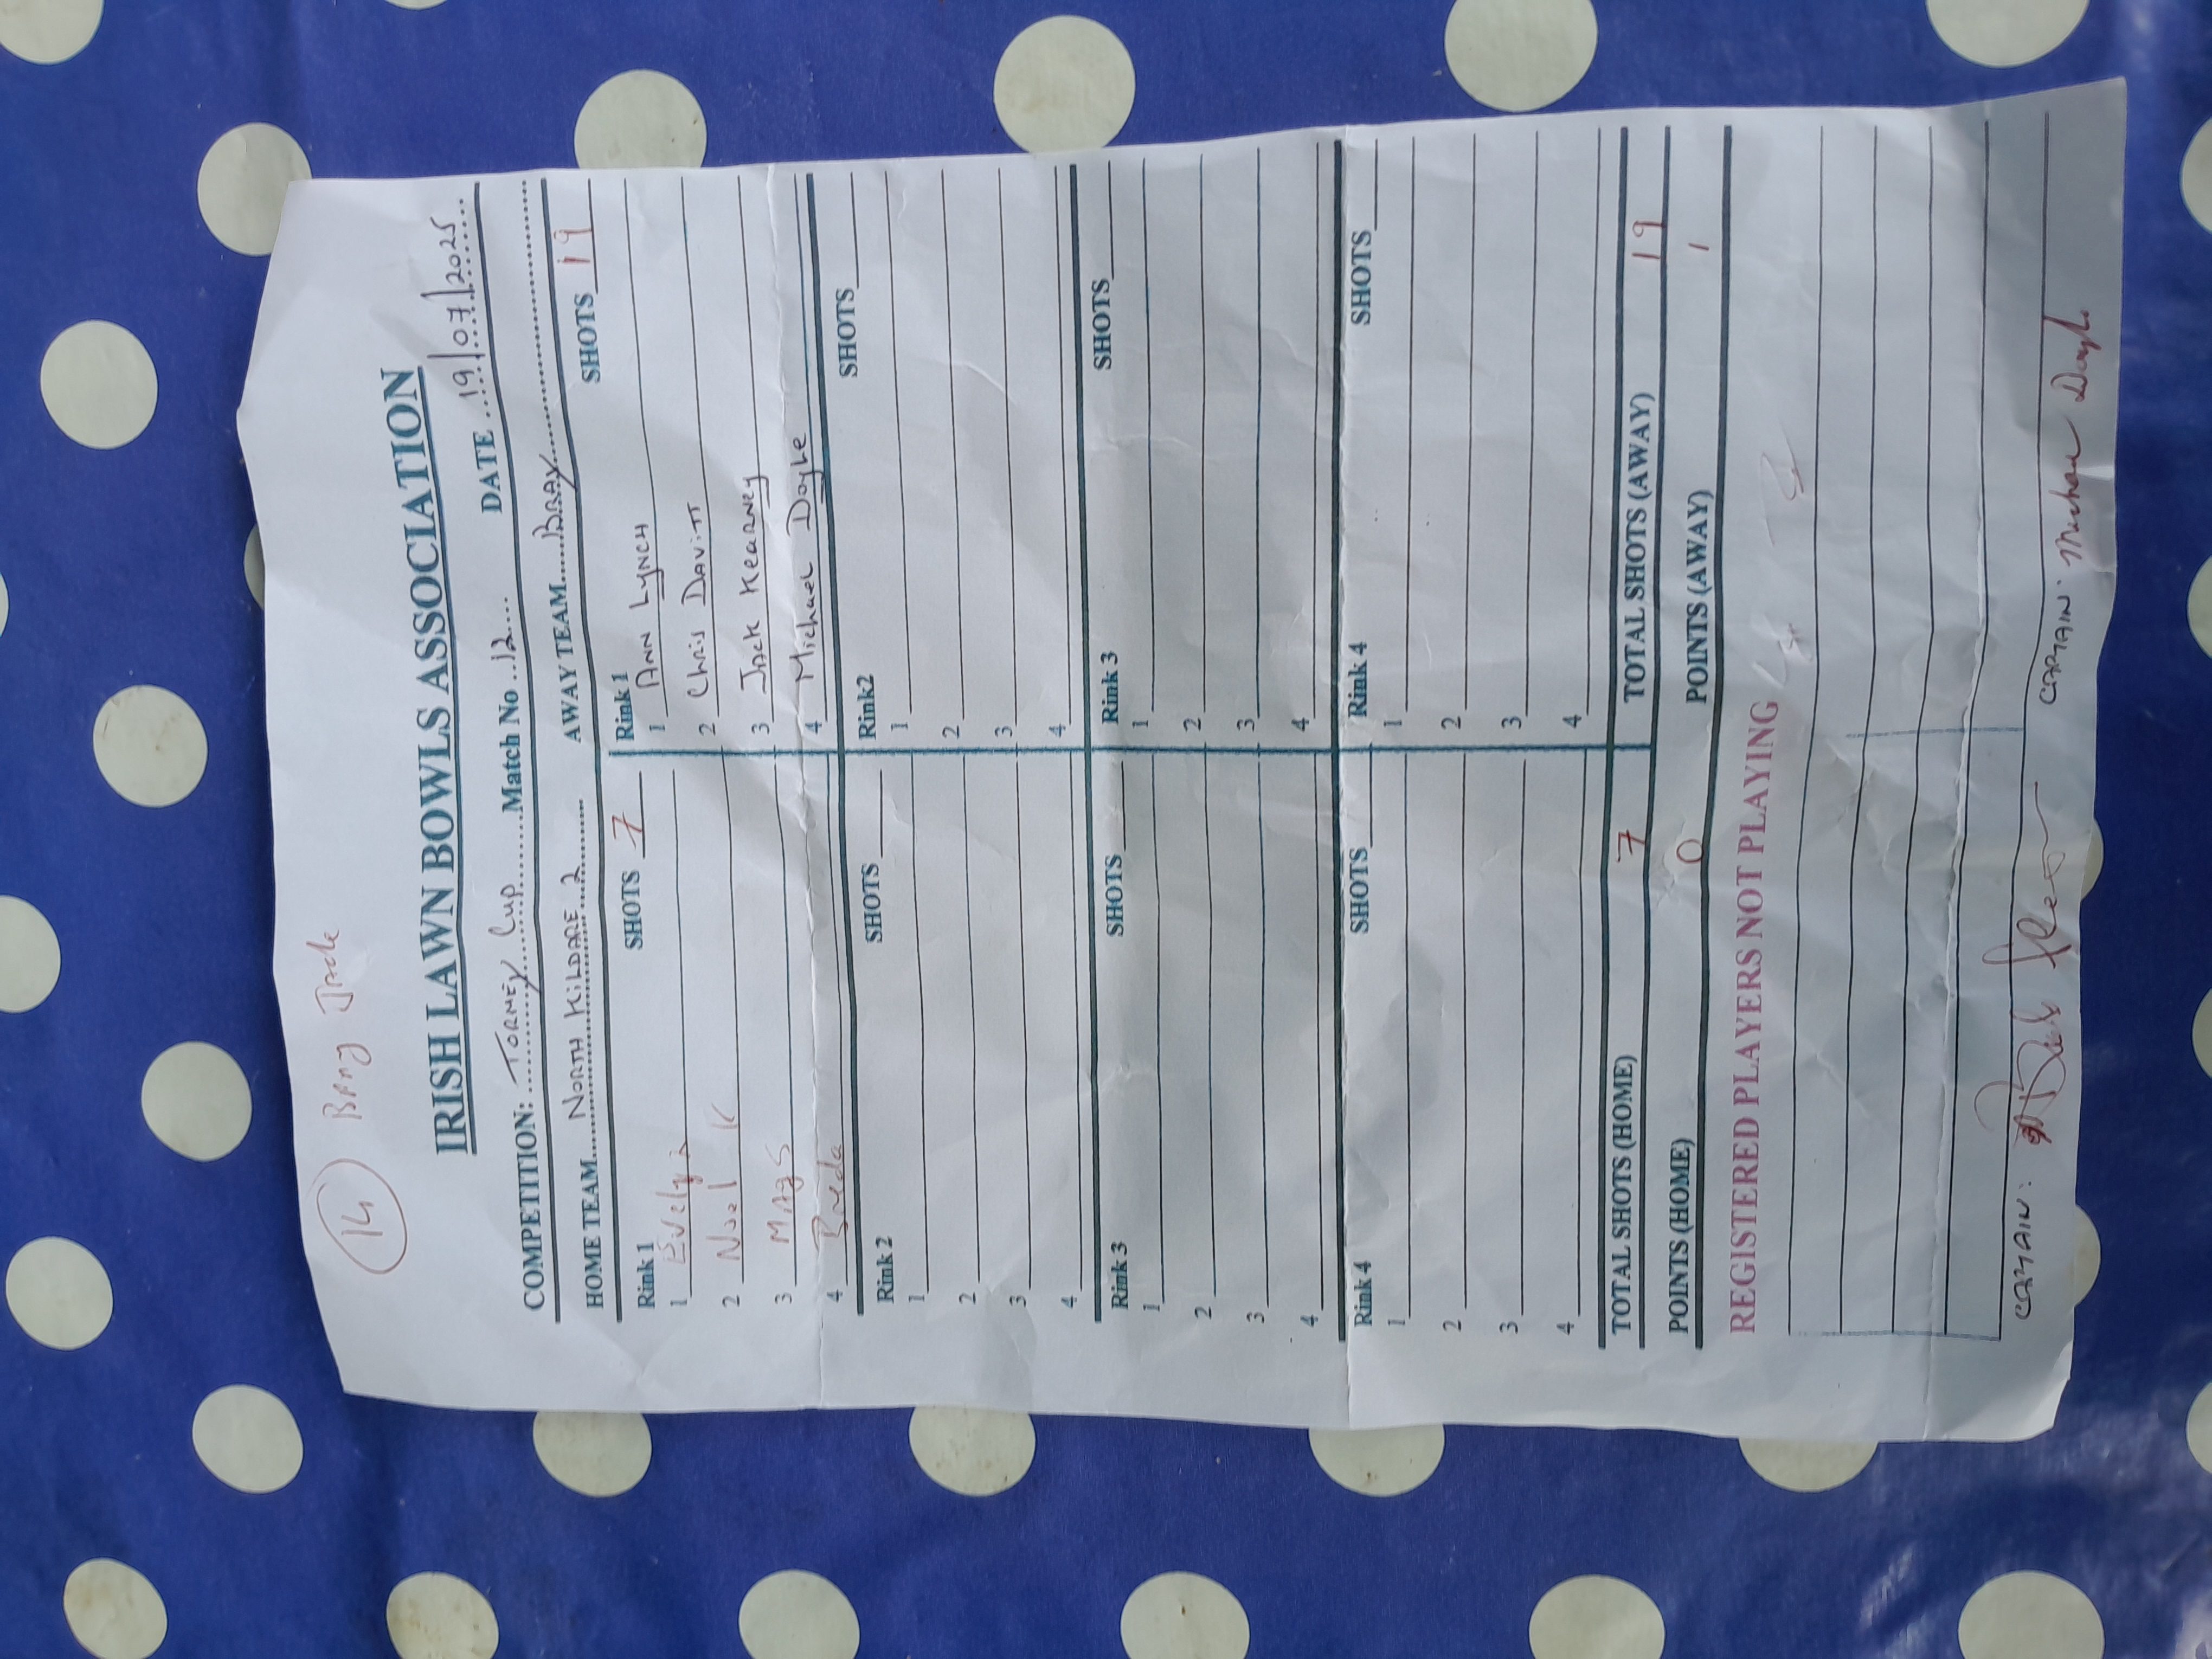 14 Bray Jack
IRISH LAWN BOWLS ASSOCIATION
COMPETITION: TORNEY CUP Match No 12 DATE 19/07/2025
HOME TEAM NORTH KILDARE 2 AWAY TEAM BRAY
SHOTS 7 SHOTS 19
Rink 1 Rink 1
1 Evelyn 1 ANN LYNCH
2 Noel K 2 Chris DAVITT
3 MAgS 3 JACK KEARNEY
4 Breda 4 Michael Doyle
SHOTS SHOTS
Rink 2 Rink2
1 1
2 2
3 3
4 4
SHOTS SHOTS
Rink 3 Rink 3
1 1
2 2
3 3
4 4
SHOTS SHOTS
Rink 4 Rink 4
1 1
2 2
3 3
4 4
TOTAL SHOTS (HOME) 7 TOTAL SHOTS (AWAY) 19
POINTS (HOME) 0 POINTS (AWAY) 1
REGISTERED PLAYERS NOT PLAYING
CAPTAIN: CAPTAIN: Michael Doyle